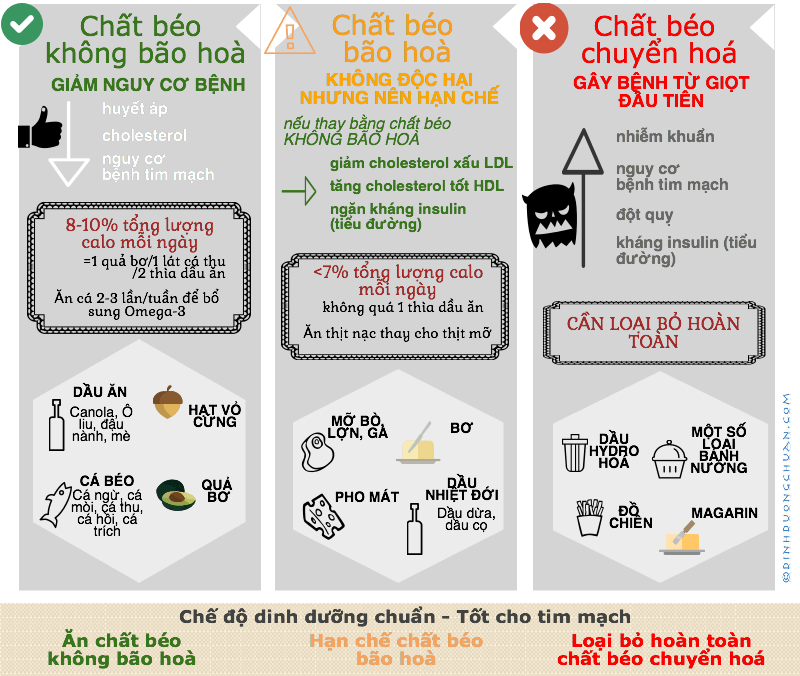 Chất béo
không bão hoà
GIẢM NGUY CƠ BỆNH
huyết áp
cholesterol
nguy cơ
bệnh tim mạch
8-10% tổng lượng
calo mỗi ngày
=1 quả bơ/1 lát cá thu
/2 thìa dầu ăn
Ăn cá 2-3 lần/tuần để bổ
sung Omega-3
DẦU ĂN
Canola, Ô
liu, đậu
nành, mè
HẠT VỎ
CỨNG
CÁ BÉO
Cá ngừ, cá
mòi, cá thu,
cá hồi, cá
trích
QUẢ
BƠ
Chất béo
bão hoà
KHÔNG ĐỘC HẠI
NHƯNG NÊN HẠN CHẾ
nếu thay bằng chất béo
KHÔNG BÃO HOÀ
giảm cholesterol xấu LDL
tăng cholesterol tốt HDL
ngăn kháng insulin
(tiểu đường)
<7% tổng lượng calo
mỗi ngày
không quá 1 thìa dầu ăn
Ăn thịt nạc thay cho thịt mỡ
MỠ BÒ,
LỢN, GÀ
BƠ
PHO MÁT
DẦU
NHIỆT ĐỚI
Dầu dừa,
dầu cọ
Chất béo
chuyển hoá
GÂY BỆNH TỪ GIỌT
ĐẦU TIÊN
nhiễm khuẩn
nguy cơ
bệnh tim mạch
đột quỵ
kháng insulin (tiểu
đường)
CẦN LOẠI BỎ HOÀN
TOÀN
DẦU
HYDRO
HOÁ
MỘT SỐ
LOẠI
BÁNH
NƯỚNG
ĐỒ
CHIÊN
MAGARIN
©DINHDUONGCHUAN.COM
Chế độ dinh dưỡng chuẩn - Tốt cho tim mạch
Ăn chất béo
không bão hoà
Hạn chế chất béo
bão hoà
Loại bỏ hoàn toàn
chất béo chuyển hoá